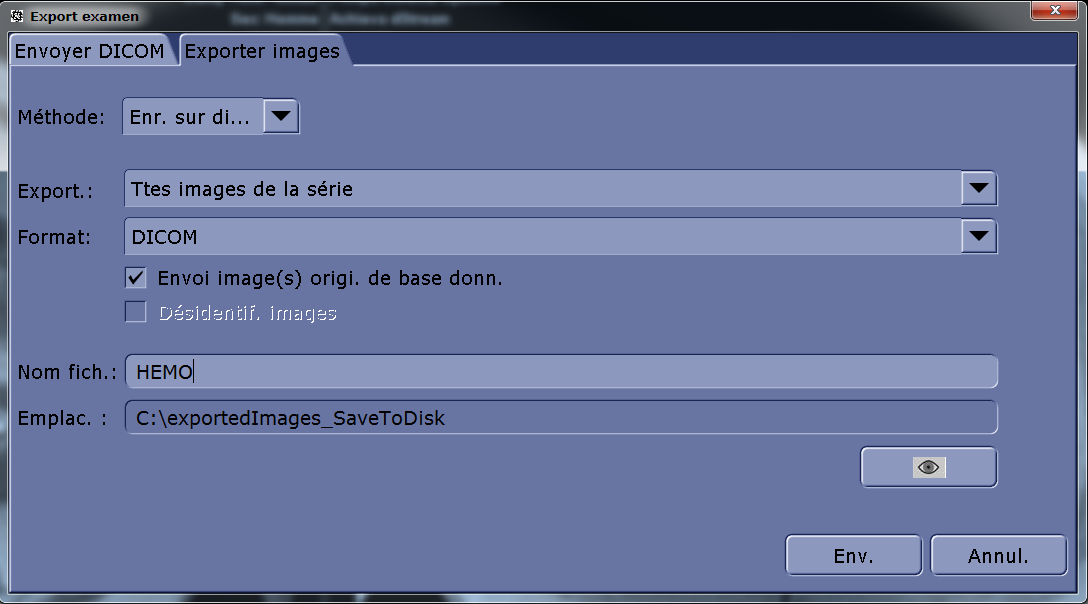 Export examen
Envoyer DICOM
Exporter images
Méthode:
Enr. sur di...
Export.:
Ttes images de la série
Format:
DICOM
Envoi image(s) origi. de base donn.
Désidentif. images
Nom fich.:
HEMO
Emplac. :
C:\exportedImages_SaveToDisk
Env.
Annul.